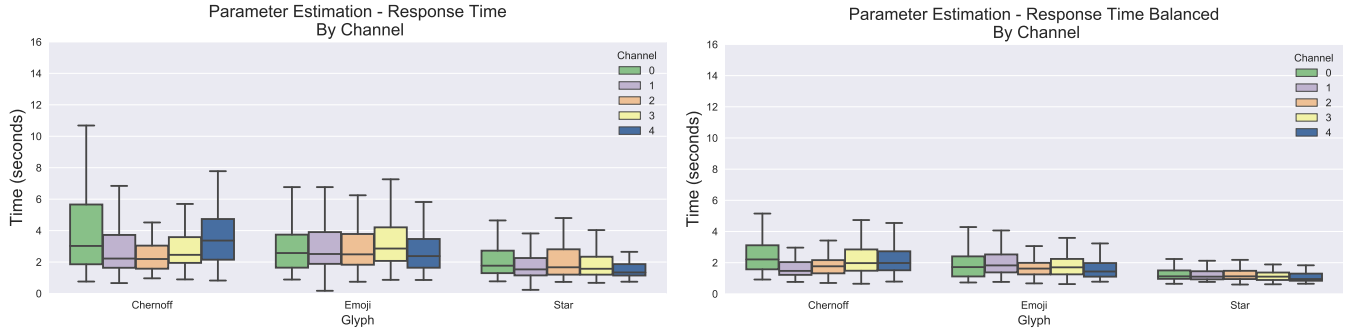 Parameter Estimation - Response Time
By Channel
Time (seconds)
16
14
12
10
8
6
4
2
0
Channel
0
1
2
3
4
Chernoff
Emoji
Star
Glyph
Parameter Estimation - Response Time Balanced
By Channel
Time (seconds)
16
14
12
10
8
6
4
2
0
Channel
0
1
2
3
4
Chernoff
Emoji
Star
Glyph